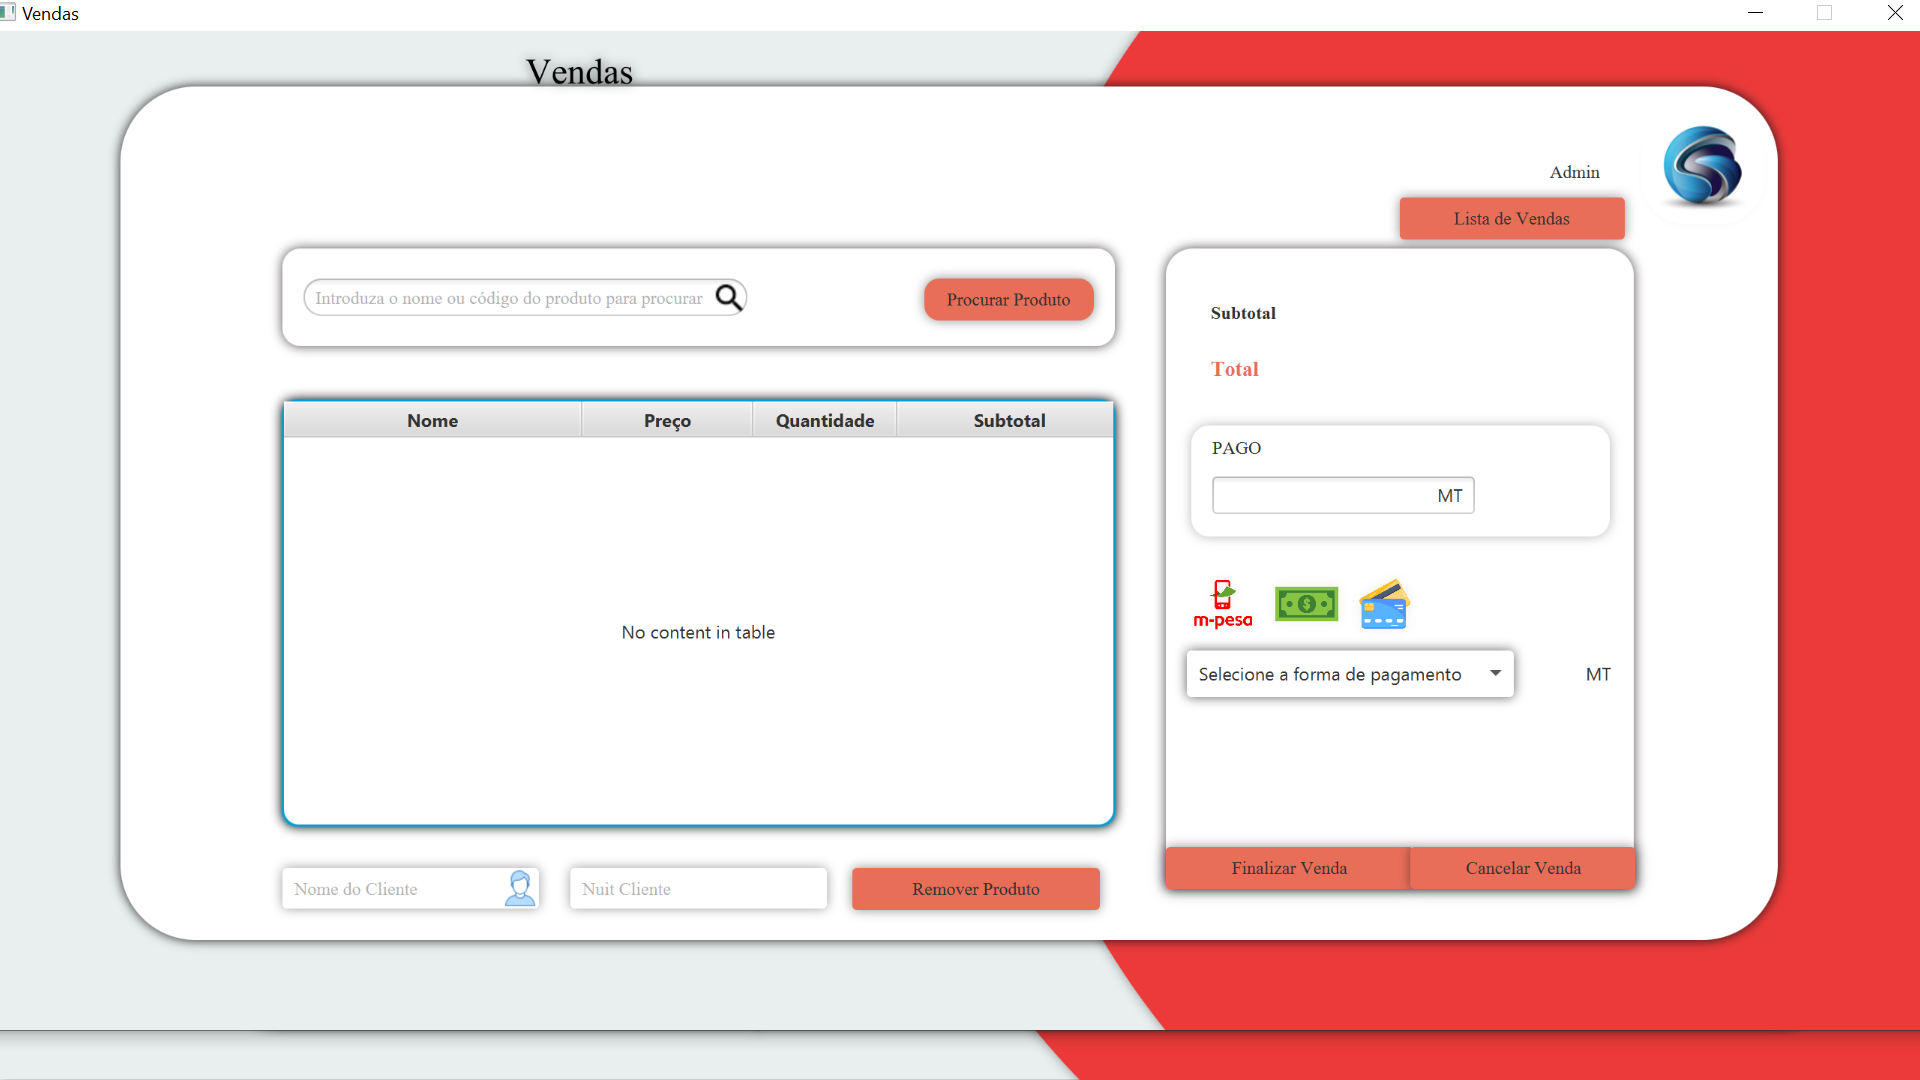 Vendas
Vendas
Admin
Lista de Vendas
Introduza o nome ou código do produto para procurar
Procurar Produto
Subtotal
Total
Nome Preço Quantidade Subtotal
PAGO
MT
m-pesa
No content in table
Selecione a forma de pagamento
MT
Finalizar Venda
Cancelar Venda
Nome do Cliente
Nuit Cliente
Remover Produto